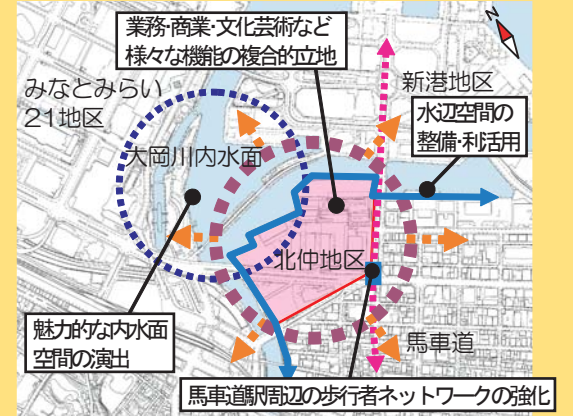 業務・商業・文化芸術など
様々な機能の複合的立地
N
みなとみらい
21地区
新港地区
水辺空間の
整備・利活用
大岡川内水面
北仲地区
魅力的な内水面
空間の演出
馬車道
馬車道駅周辺の歩行者ネットワークの強化